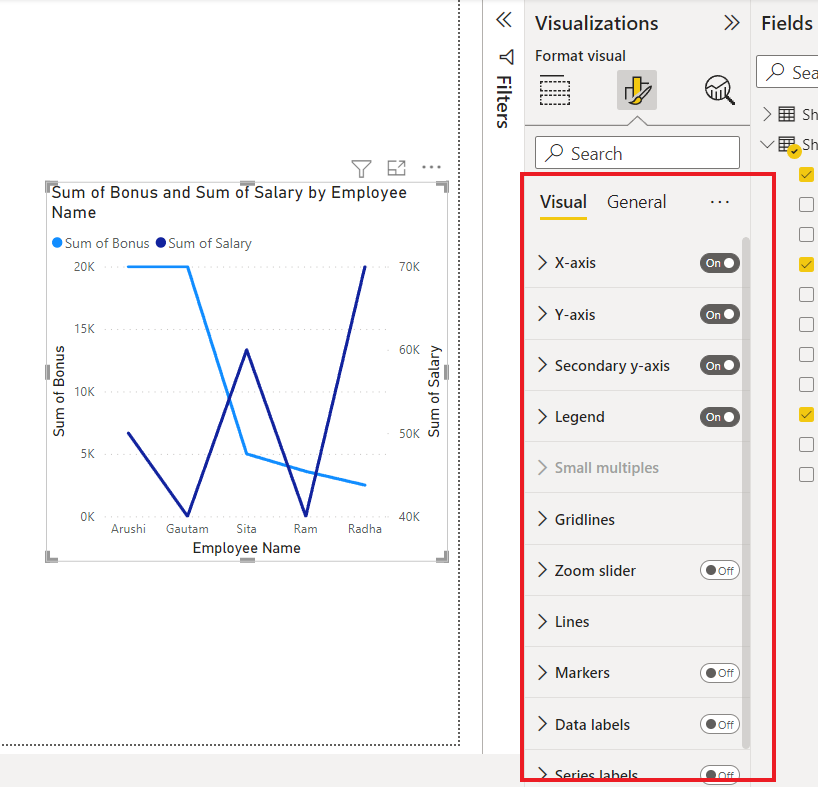 Visualizations
Fields
Format visual
Filters
Search
Sea
Sh
Sh
Visual
General
X-axis
On
Y-axis
On
Secondary y-axis
On
Legend
On
Small multiples
Gridlines
Zoom slider
Off
Lines
Markers
Off
Data labels
Off
Series labels
Off
Sum of Bonus and Sum of Salary by Employee
Name
Sum of Bonus
Sum of Salary
20K
15K
10K
5K
0K
70K
60K
50K
40K
Sum of Bonus
Sum of Salary
Arushi
Gautam
Sita
Ram
Radha
Employee Name